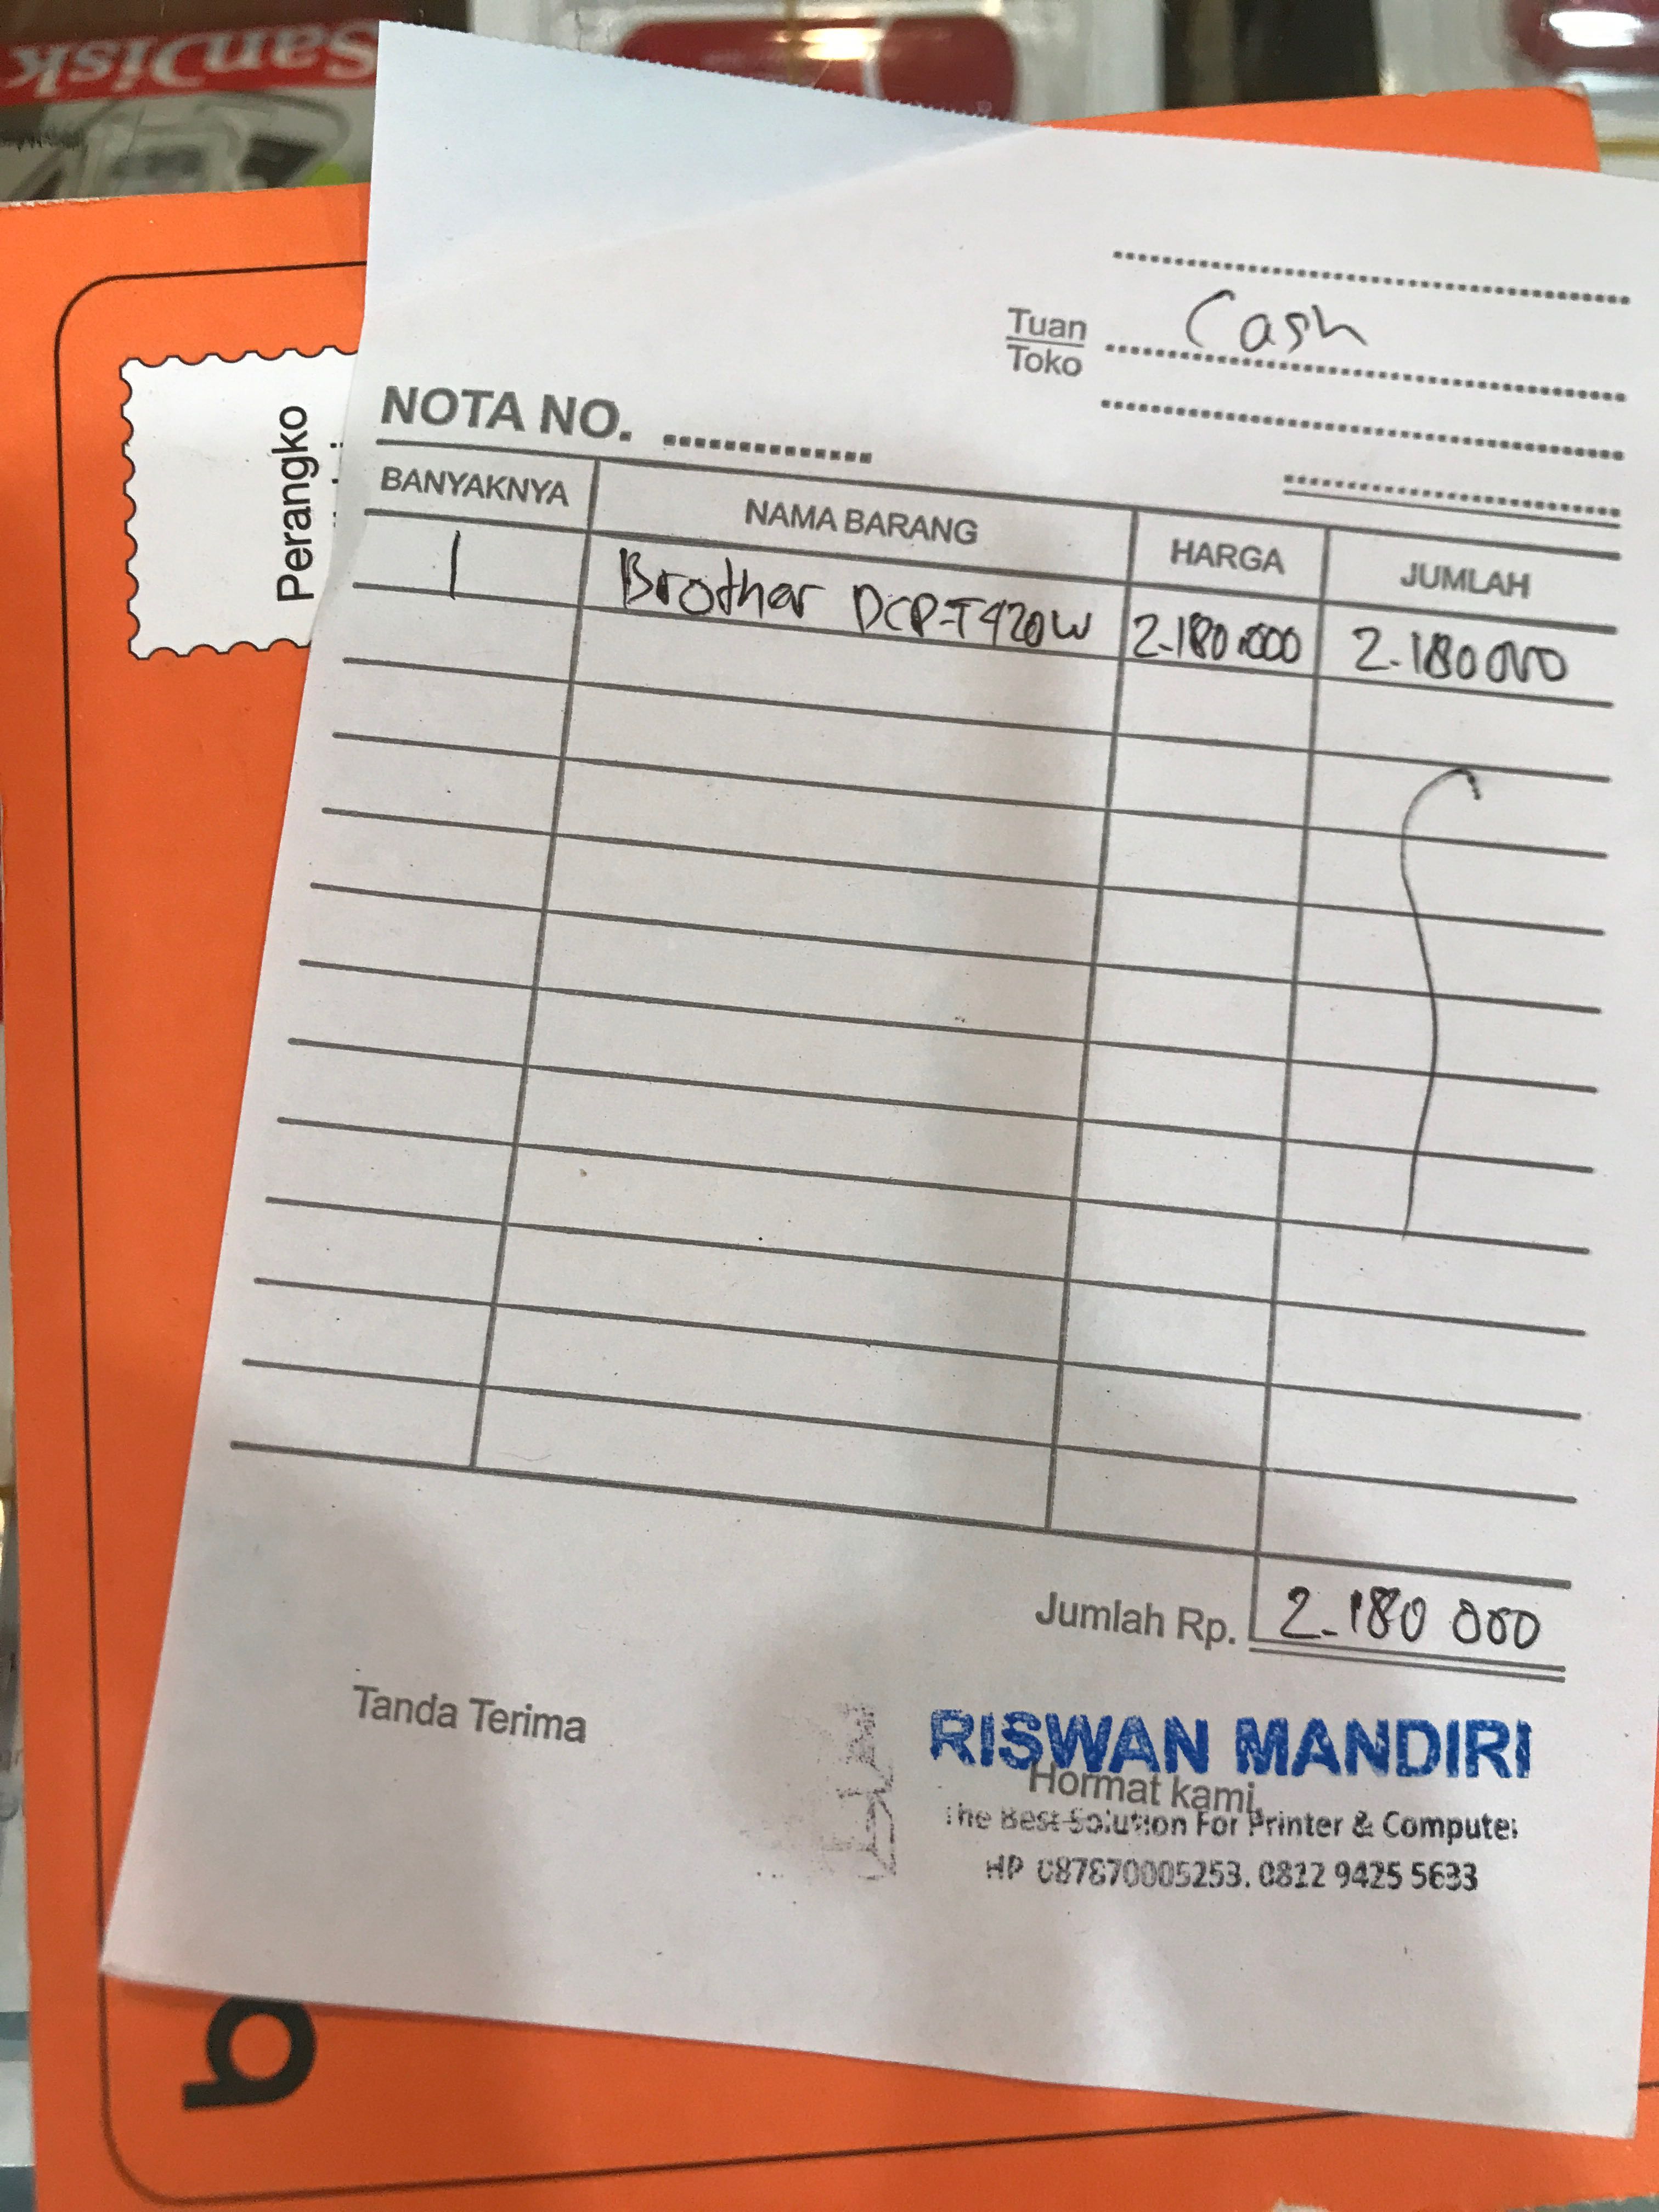 SanDisk
Perangko
Cash
Tuan
Toko
NOTA NO. ..............
BANYAKNYA NAMA BARANG HARGA JUMLAH
1 Brother DCP-T420W 2.180.000 2.180 000
Jumlah Rp. 2.180 000
Tanda Terima
RISWAN MANDIRI
Hormat kami,
The Best Solution For Printer & Computer
HP 087870005253. 0812 9425 5633